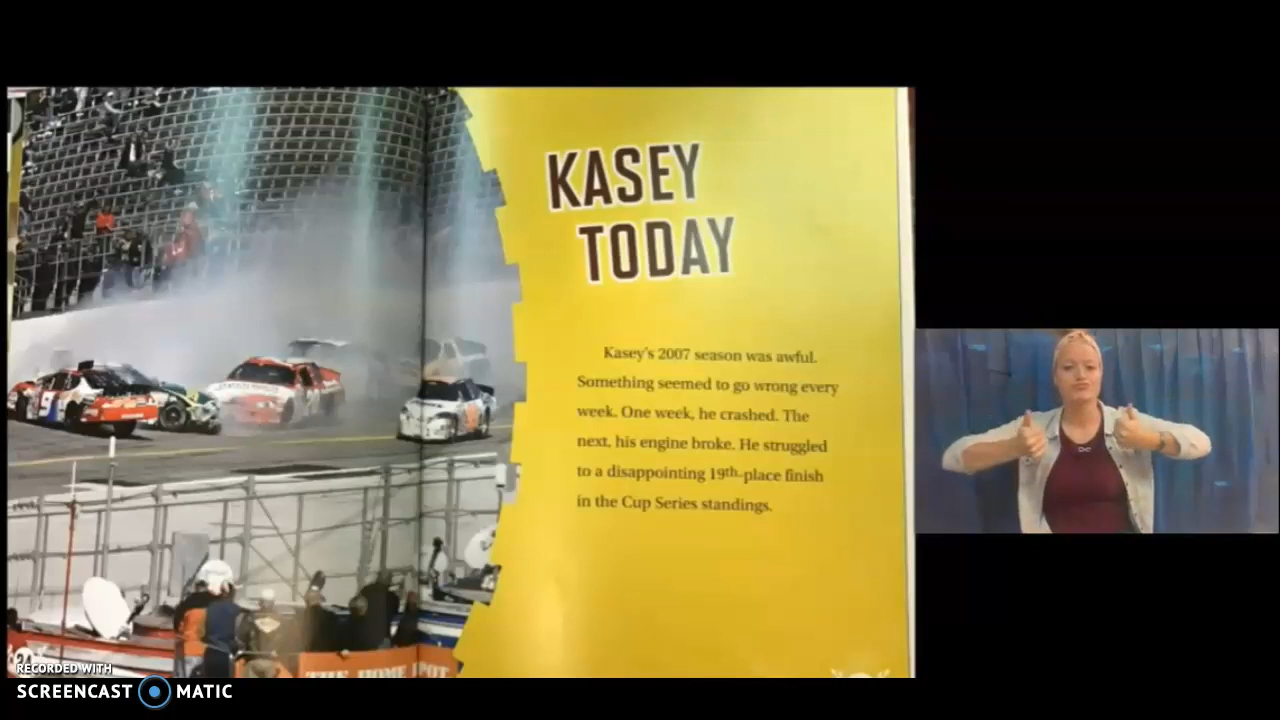 KASEY
TODAY
Kasey's 2007 season was awful.
Something seemed to go wrong every
week. One week, he crashed. The
next, his engine broke. He struggled
to a disappointing 19th-place finish
in the Cup Series standings.
9
THE HOME DEPOT
RECORDED WITH
SCREENCAST MATIC